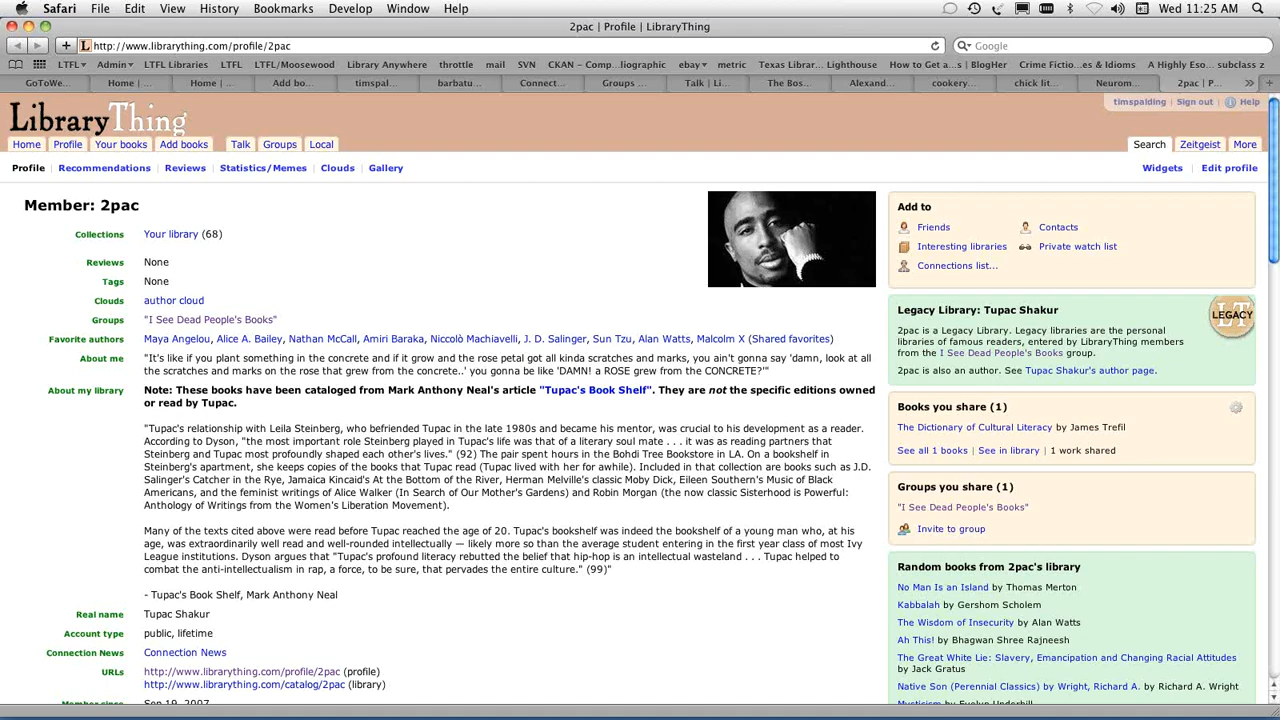 Safari File Edit View History Bookmarks Develop Window Help Wed 11:25 AM
2pac | Profile | LibraryThing
http://www.librarything.com/profile/2pac Google
LTFL Admin LTFL Libraries LTFL LTFL/Moosewood Library Anywhere throttle mail SVN CKAN – Comp...liographic ebay metric Texas Librar... Lighthouse How to Get a...s | BlogHer Crime Fictio...es & Idioms A Highly Eso... subclass z
GoToWe... Home |... Home |... Add bo... timspal... barbatu... Connect... Groups ... Talk | Li... The Bos... Alexand... cookery... chick lit... Neurom... 2pac | P...
LibraryThing
timspalding | Sign out | Help
Home Profile Your books Add books Talk Groups Local Search Zeitgeist More
Profile Recommendations Reviews Statistics/Memes Clouds Gallery Widgets Edit profile
Member: 2pac
Collections Your library (68)
Reviews None
Tags None
Clouds author cloud
Groups "I See Dead People's Books"
Favorite authors Maya Angelou, Alice A. Bailey, Nathan McCall, Amiri Baraka, Niccolò Machiavelli, J. D. Salinger, Sun Tzu, Alan Watts, Malcolm X (Shared favorites)
About me "It's like if you plant something in the concrete and if it grow and the rose petal got all kinda scratches and marks, you ain't gonna say 'damn, look at all
the scratches and marks on the rose that grew from the concrete..' you gonna be like 'DAMN! a ROSE grew from the CONCRETE?'"
About my library Note: These books have been cataloged from Mark Anthony Neal's article "Tupac's Book Shelf". They are not the specific editions owned
or read by Tupac.
"Tupac's relationship with Leila Steinberg, who befriended Tupac in the late 1980s and became his mentor, was crucial to his development as a reader.
According to Dyson, "the most important role Steinberg played in Tupac's life was that of a literary soul mate . . . it was as reading partners that
Steinberg and Tupac most profoundly shaped each other's lives." (92) The pair spent hours in the Bohdi Tree Bookstore in LA. On a bookshelf in
Steinberg's apartment, she keeps copies of the books that Tupac read (Tupac lived with her for awhile). Included in that collection are books such as J.D.
Salinger's Catcher in the Rye, Jamaica Kincaid's At the Bottom of the River, Herman Melville's classic Moby Dick, Eileen Southern's Music of Black
Americans, and the feminist writings of Alice Walker (In Search of Our Mother's Gardens) and Robin Morgan (the now classic Sisterhood is Powerful:
Anthology of Writings from the Women's Liberation Movement).
Many of the texts cited above were read before Tupac reached the age of 20. Tupac's bookshelf was indeed the bookshelf of a young man who, at his
age, was extraordinarily well read and well-rounded intellectually — likely more so than the average student entering in the first year class of most Ivy
League institutions. Dyson argues that "Tupac's profound literacy rebutted the belief that hip-hop is an intellectual wasteland . . . Tupac helped to
combat the anti-intellectualism in rap, a force, to be sure, that pervades the entire culture." (99)"
- Tupac's Book Shelf, Mark Anthony Neal
Real name Tupac Shakur
Account type public, lifetime
Connection News Connection News
URLs http://www.librarything.com/profile/2pac (profile)
http://www.librarything.com/catalog/2pac (library)
Member since Sep 19, 2007
Add to
Friends Contacts
Interesting libraries Private watch list
Connections list...
Legacy Library: Tupac Shakur
LT LEGACY
2pac is a Legacy Library. Legacy libraries are the personal
libraries of famous readers, entered by LibraryThing members
from the I See Dead People's Books group.
2pac is also an author. See Tupac Shakur's author page.
Books you share (1)
The Dictionary of Cultural Literacy by James Trefil
See all 1 books | See in library | 1 work shared
Groups you share (1)
"I See Dead People's Books"
Invite to group
Random books from 2pac's library
No Man Is an Island by Thomas Merton
Kabbalah by Gershom Scholem
The Wisdom of Insecurity by Alan Watts
Ah This! by Bhagwan Shree Rajneesh
The Great White Lie: Slavery, Emancipation and Changing Racial Attitudes
by Jack Gratus
Native Son (Perennial Classics) by Wright, Richard A. by Richard A. Wright
Mysticism by Evelyn Underhill